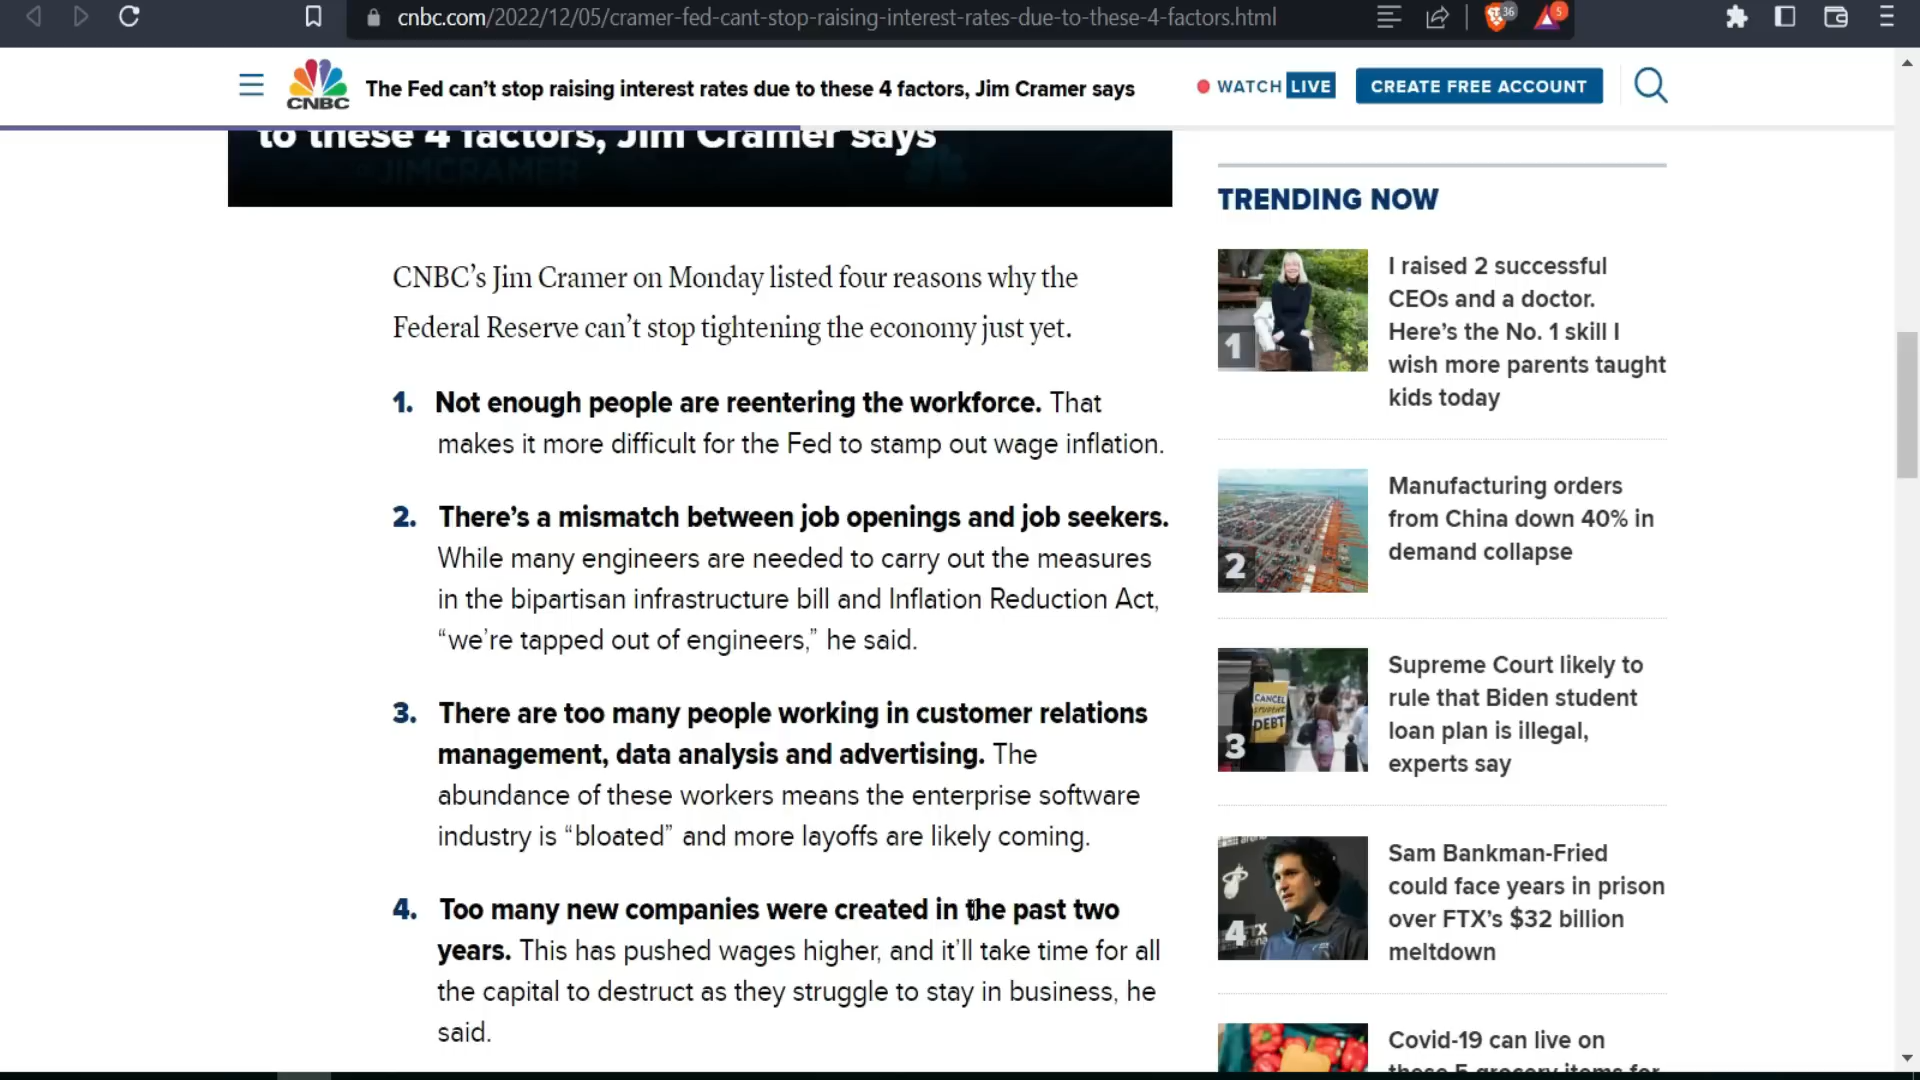 cnbc.com/2022/12/05/cramer-fed-cant-stop-raising-interest-rates-due-to-these-4-factors.html
36
5
CNBC
The Fed can’t stop raising interest rates due to these 4 factors, Jim Cramer says
WATCH LIVE
CREATE FREE ACCOUNT
to these 4 factors, Jim Cramer says
@JIMCRAMER
CNBC’s Jim Cramer on Monday listed four reasons why the
Federal Reserve can’t stop tightening the economy just yet.
1. Not enough people are reentering the workforce. That
makes it more difficult for the Fed to stamp out wage inflation.
2. There’s a mismatch between job openings and job seekers.
While many engineers are needed to carry out the measures
in the bipartisan infrastructure bill and Inflation Reduction Act,
“we’re tapped out of engineers,” he said.
3. There are too many people working in customer relations
management, data analysis and advertising. The
abundance of these workers means the enterprise software
industry is “bloated” and more layoffs are likely coming.
4. Too many new companies were created in the past two
years. This has pushed wages higher, and it’ll take time for all
the capital to destruct as they struggle to stay in business, he
said.
TRENDING NOW
1
I raised 2 successful
CEOs and a doctor.
Here’s the No. 1 skill I
wish more parents taught
kids today
2
Manufacturing orders
from China down 40% in
demand collapse
CANCEL
STUDENT
DEBT
3
Supreme Court likely to
rule that Biden student
loan plan is illegal,
experts say
4
Sam Bankman-Fried
could face years in prison
over FTX’s $32 billion
meltdown
Covid-19 can live on
these 5 grocery items for